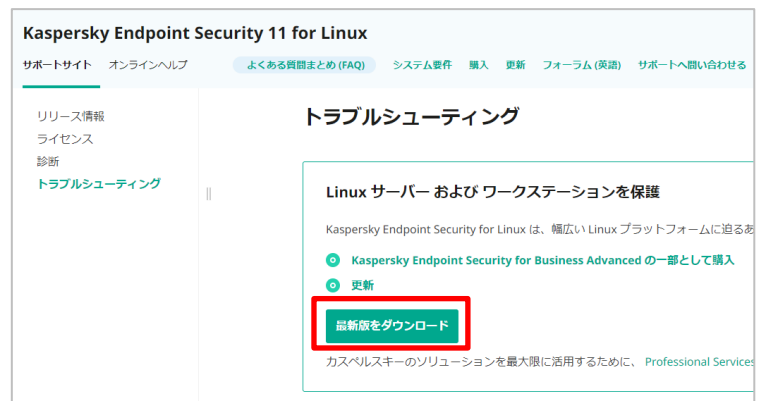 Kaspersky Endpoint Security 11 for Linux
サポートサイト オンラインヘルプ よくある質問まとめ (FAQ) システム要件 購入 更新 フォーラム (英語) サポートへ問い合わせる
リリース情報
ライセンス
診断
トラブルシューティング
トラブルシューティング
Linux サーバー および ワークステーションを保護
Kaspersky Endpoint Security for Linux は、幅広い Linux プラットフォームに迫るあ
Kaspersky Endpoint Security for Business Advanced の一部として購入
更新
最新版をダウンロード
カスペルスキーのソリューションを最大限に活用するために、 Professional Services